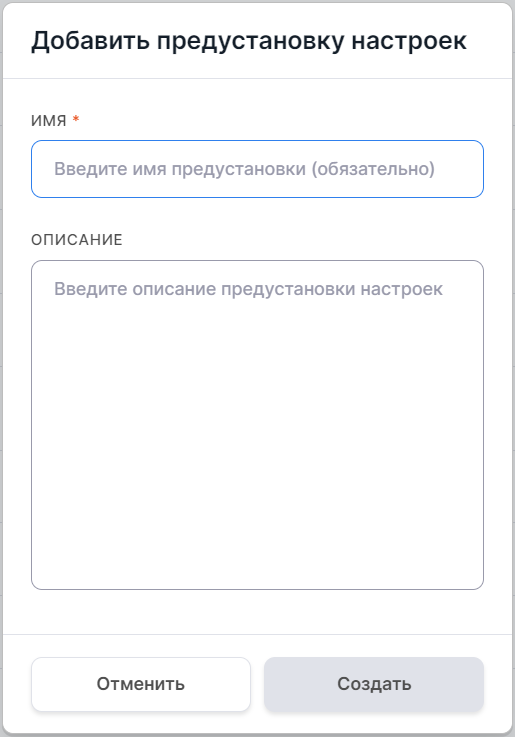 Добавить предустановку настроек
ИМЯ *
Введите имя предустановки (обязательно)
ОПИСАНИЕ
Введите описание предустановки настроек
Отменить
Создать